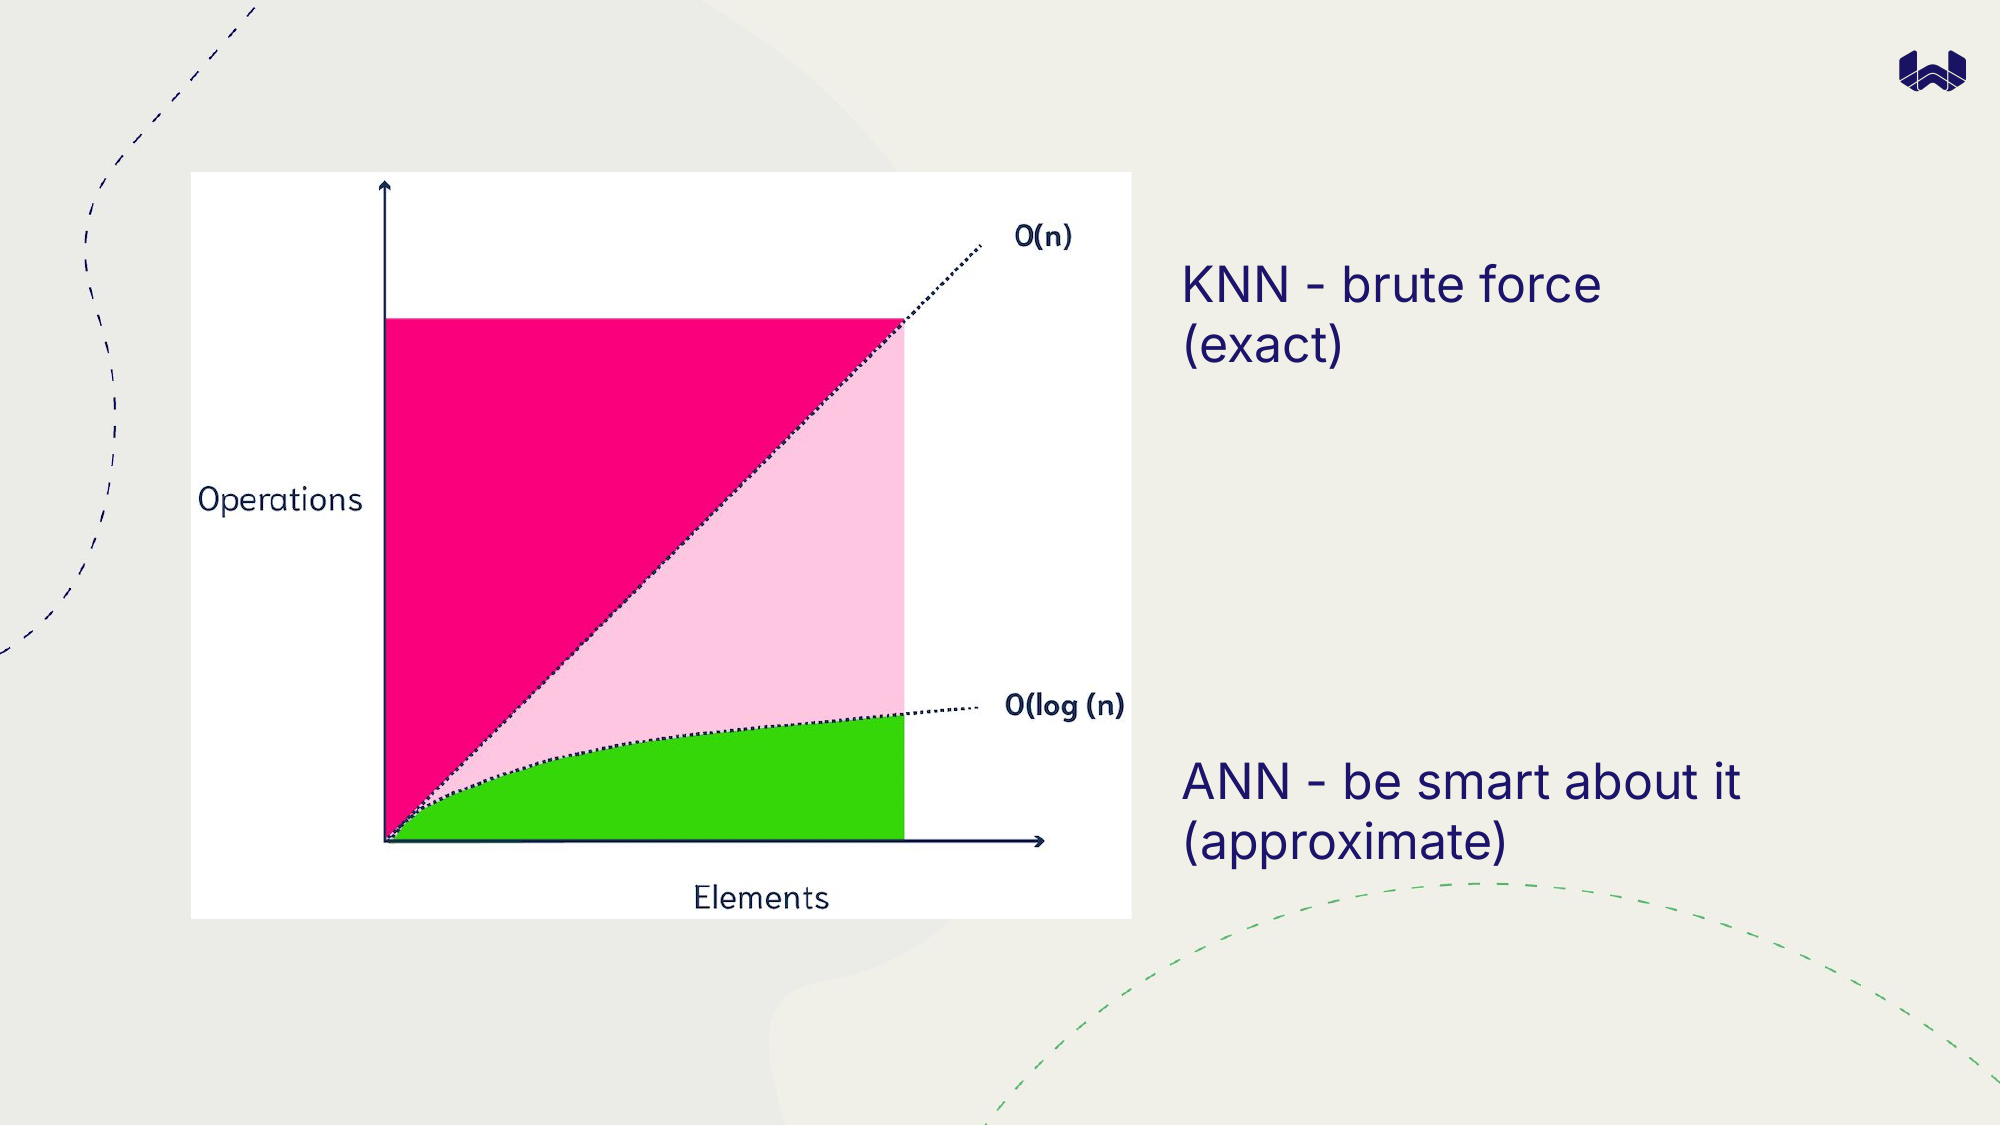 O(n)
KNN - brute force
(exact)
Operations
O(log (n)
ANN - be smart about it
(approximate)
Elements